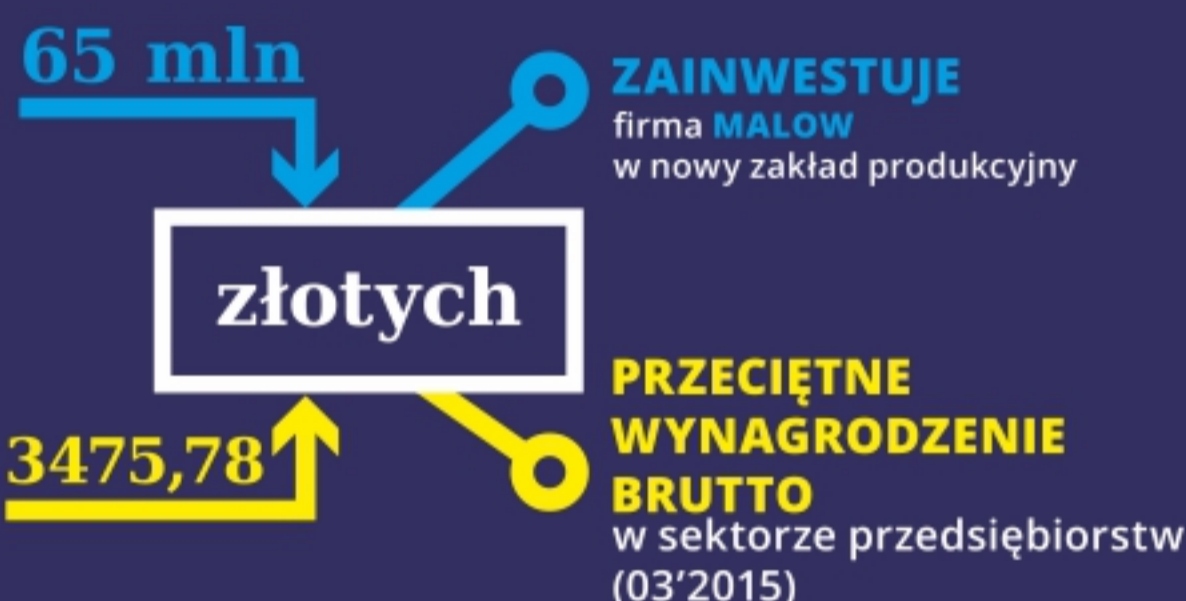 65 mln
ZAINWESTUJE
firma MALOW
w nowy zakład produkcyjny
złotych
3475,78
PRZECIĘTNE
WYNAGRODZENIE
BRUTTO
w sektorze przedsiębiorstw
(03’2015)